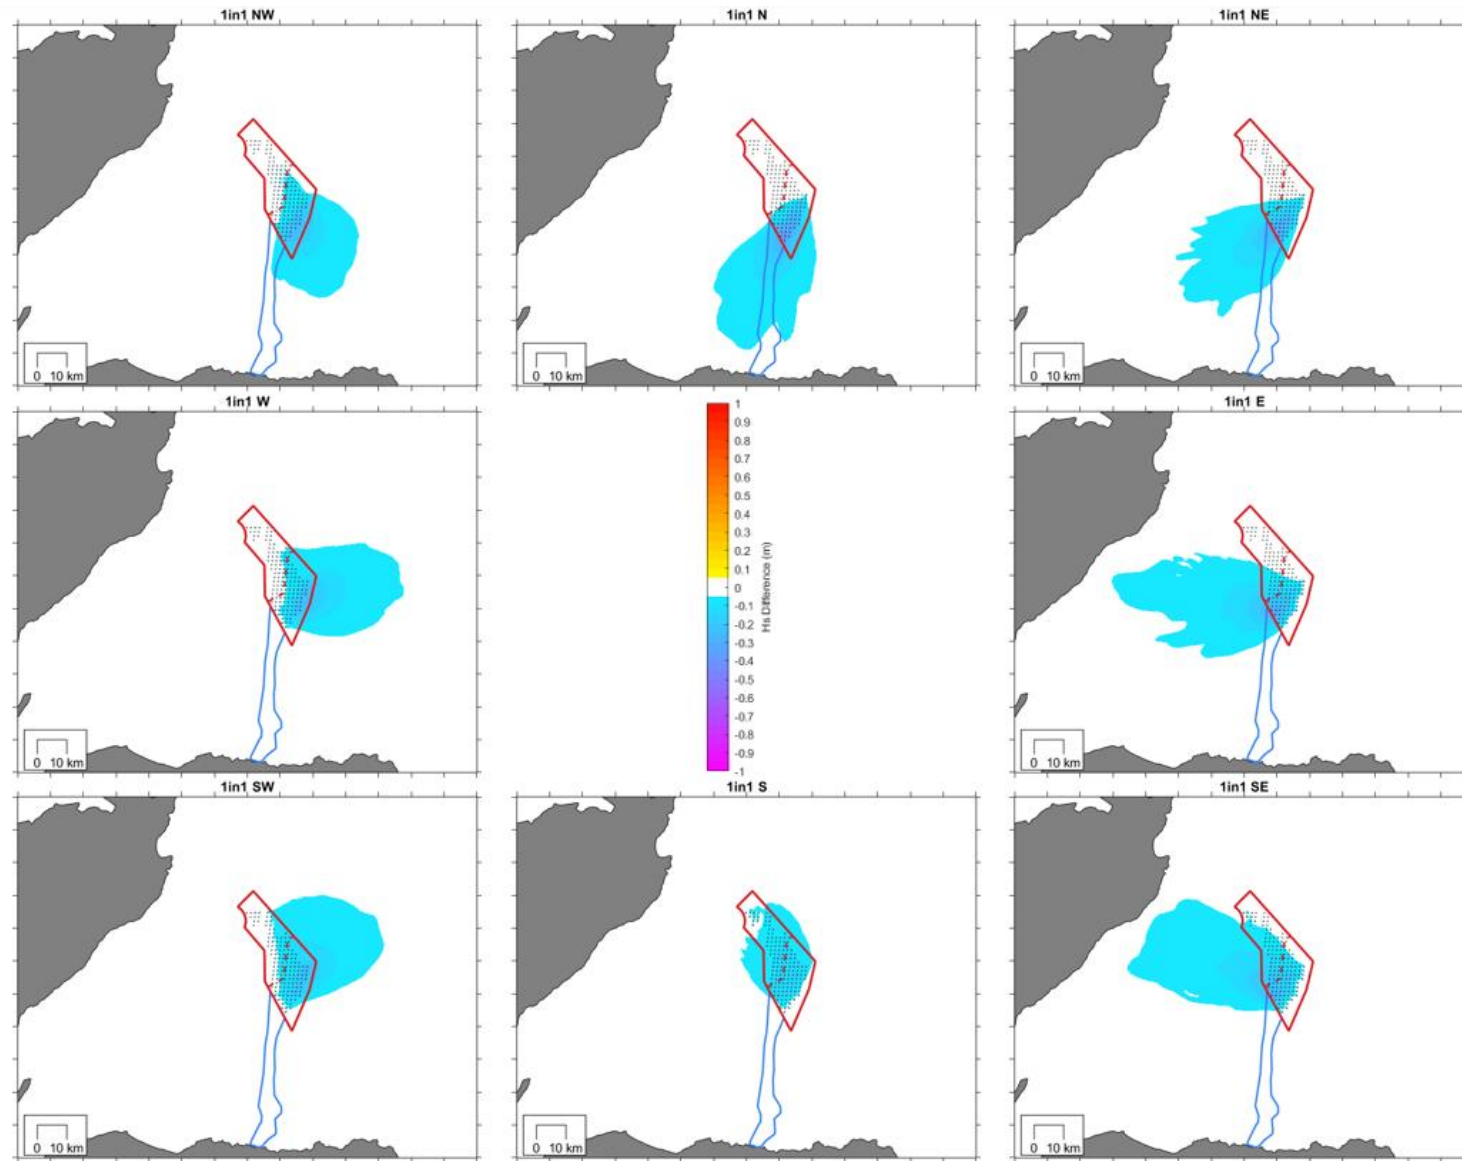 1in1 NW
1in1 N
1in1 NE
0 10 km
0 10 km
0 10 km
1in1 W
1in1 E
1
0.9
0.8
0.7
0.6
0.5
0.4
0.3
0.2
0.1
0
-0.1
-0.2
-0.3
-0.4
-0.5
-0.6
-0.7
-0.8
-0.9
-1
Hs Difference (m)
0 10 km
0 10 km
1in1 SW
1in1 S
1in1 SE
0 10 km
0 10 km
0 10 km